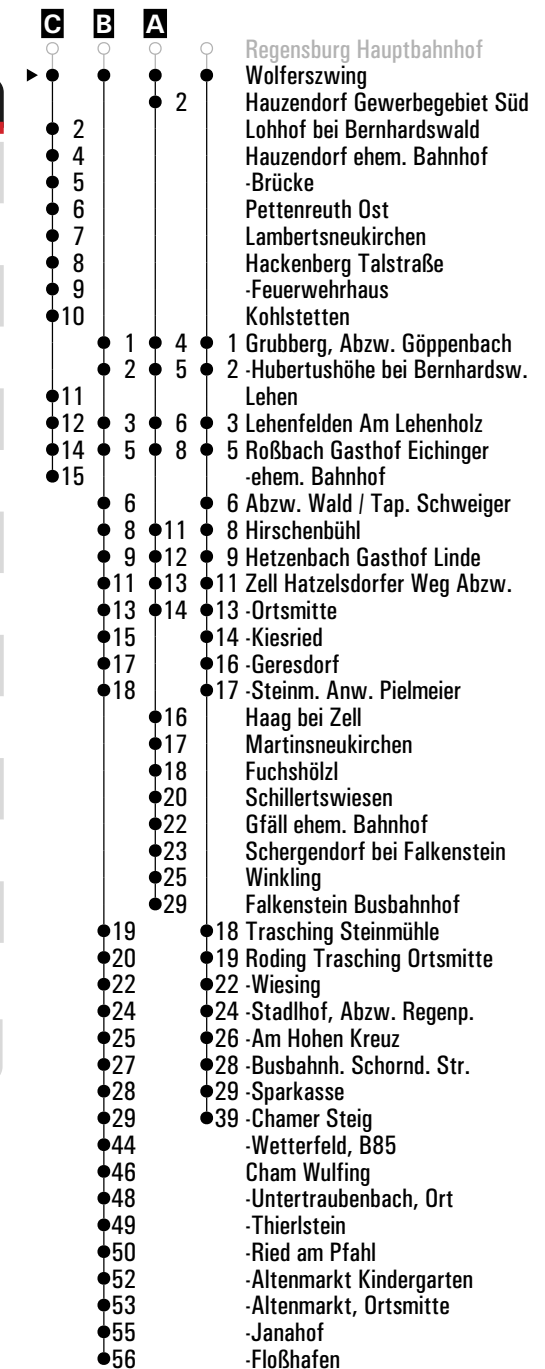 C B A
Regensburg Hauptbahnhof
Wolferszwing
2 Hauzendorf Gewerbegebiet Süd
2 Lohhof bei Bernhardswald
4 Hauzendorf ehem. Bahnhof
5 -Brücke
6 Pettenreuth Ost
7 Lambertsneukirchen
8 Hackenberg Talstraße
9 -Feuerwehrhaus
10 Kohlstetten
1 4 1 Grubberg, Abzw. Göppenbach
2 5 2 -Hubertushöhe bei Bernhardsw.
11 Lehen
12 3 6 3 Lehenfelden Am Lehenholz
14 5 8 5 Roßbach Gasthof Eichinger
15 -ehem. Bahnhof
6 6 Abzw. Wald / Tap. Schweiger
8 11 8 Hirschenbühl
9 12 9 Hetzenbach Gasthof Linde
11 13 11 Zell Hatzelsdorfer Weg Abzw.
13 14 13 -Ortsmitte
15 14 -Kiesried
17 16 -Geresdorf
18 17 -Steinm. Anw. Pielmeier
16 Haag bei Zell
17 Martinsneukirchen
18 Fuchshölzl
20 Schillertswiesen
22 Gfäll ehem. Bahnhof
23 Schergendorf bei Falkenstein
25 Winkling
29 Falkenstein Busbahnhof
19 18 Trasching Steinmühle
20 19 Roding Trasching Ortsmitte
22 22 -Wiesing
24 24 -Stadlhof, Abzw. Regenp.
25 26 -Am Hohen Kreuz
27 28 -Busbahnh. Schornd. Str.
28 29 -Sparkasse
29 39 -Chamer Steig
44 -Wetterfeld, B85
46 Cham Wulfing
48 -Untertraubenbach, Ort
49 -Thierlstein
50 -Ried am Pfahl
52 -Altenmarkt Kindergarten
53 -Altenmarkt, Ortsmitte
55 -Janahof
56 -Floßhafen